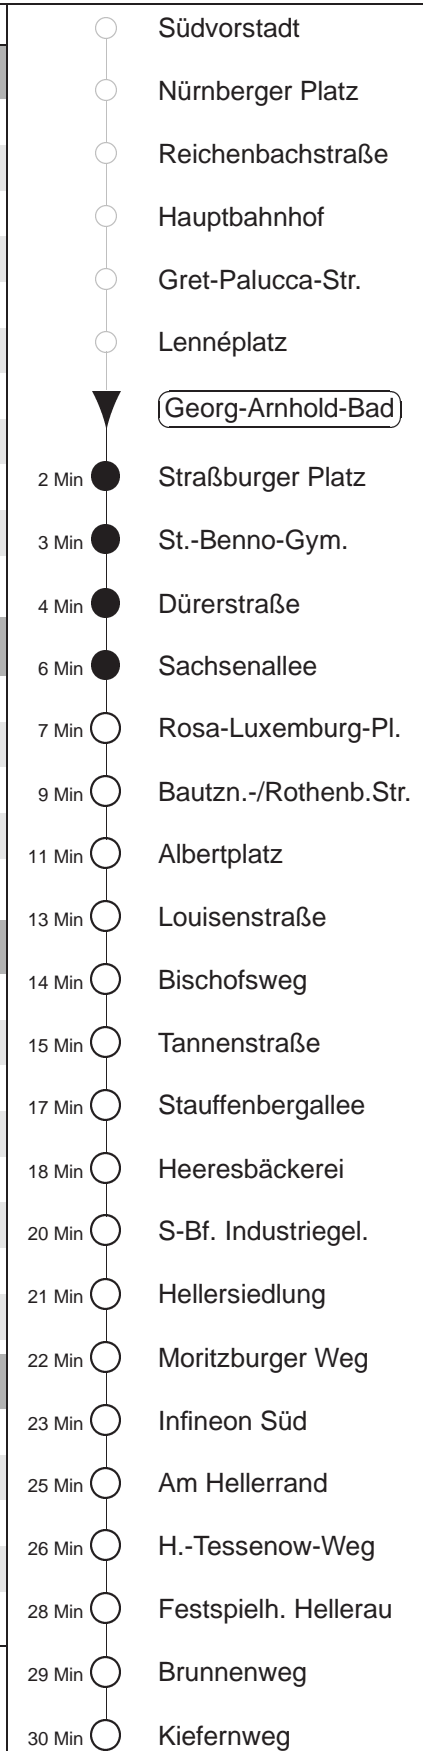 Südvorstadt
Nürnberger Platz
Reichenbachstraße
Hauptbahnhof
Gret-Palucca-Str.
Lennéplatz
Georg-Arnhold-Bad
2 Min Straßburger Platz
3 Min St.-Benno-Gym.
4 Min Dürerstraße
6 Min Sachsenallee
7 Min Rosa-Luxemburg-Pl.
9 Min Bautzn.-/Rothenb.Str.
11 Min Albertplatz
13 Min Louisenstraße
14 Min Bischofsweg
15 Min Tannenstraße
17 Min Stauffenbergallee
18 Min Heeresbäckerei
20 Min S-Bf. Industriegel.
21 Min Hellersiedlung
22 Min Moritzburger Weg
23 Min Infineon Süd
25 Min Am Hellerrand
26 Min H.-Tessenow-Weg
28 Min Festspielh. Hellerau
29 Min Brunnenweg
30 Min Kiefernweg